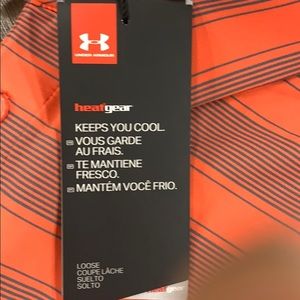 UNDER ARMOUR
heatgear
KEEPS YOU COOL.
VOUS GARDE
AU FRAIS.
TE MANTIENE
FRESCO.
MANTÉM VOCÊ FRIO.
LOOSE
COUPE LÂCHE
SUELTO
SOLTO
heatgear